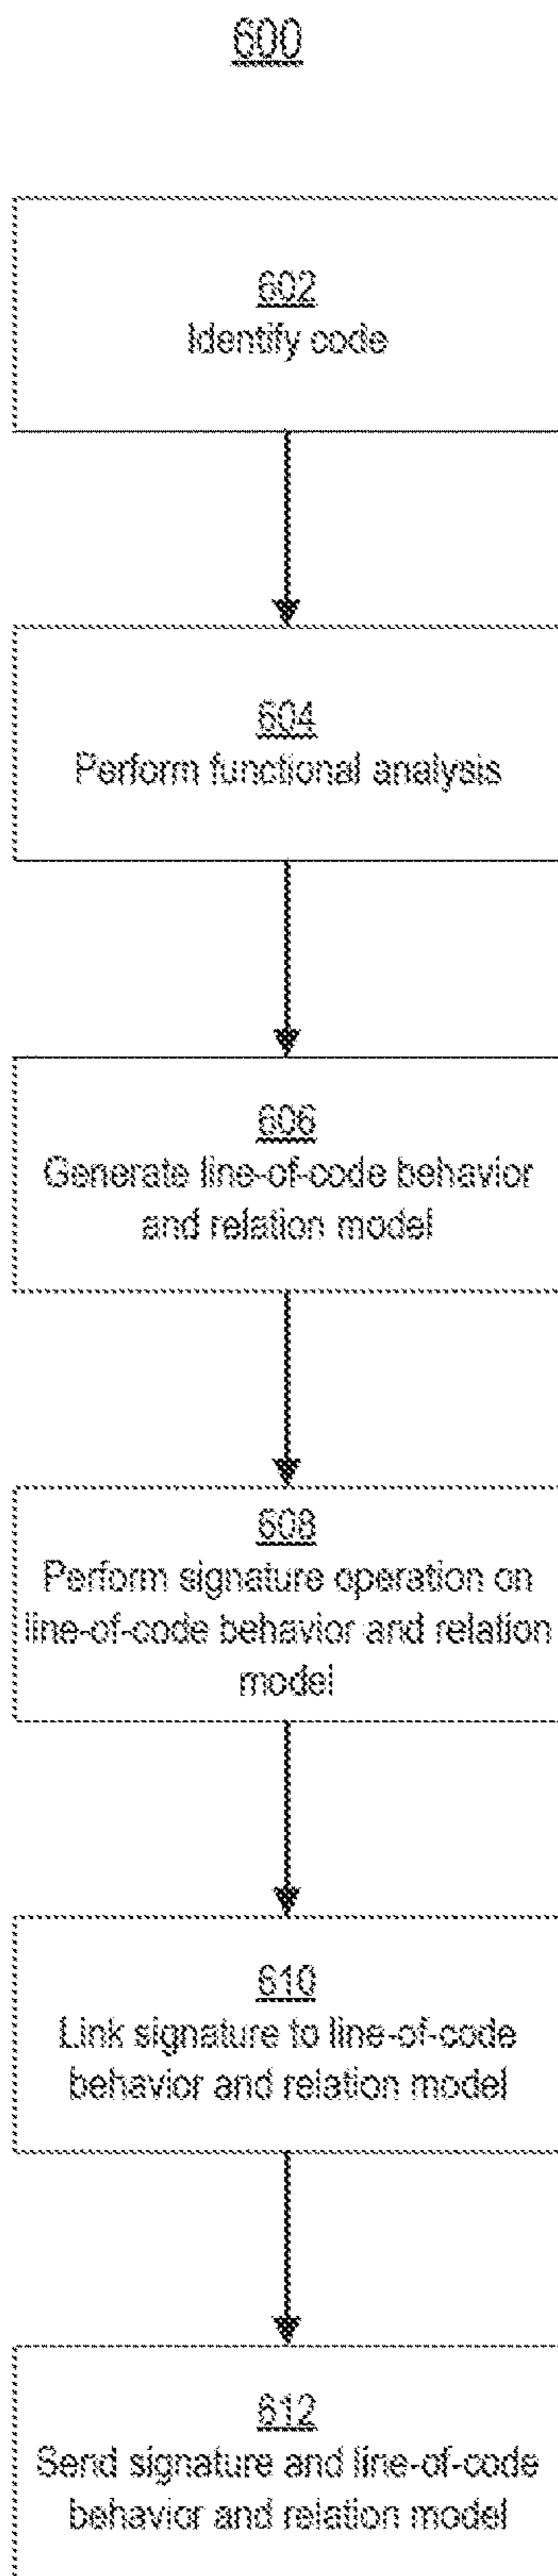 600
602
Identify code
604
Perform functional analysis
606
Generate line-of-code behavior
and relation model
608
Perform signature operation on
line-of-code behavior and relation
model
610
Link signature to line-of-code
behavior and relation model
612
Send signature and line-of-code
behavior and relation model